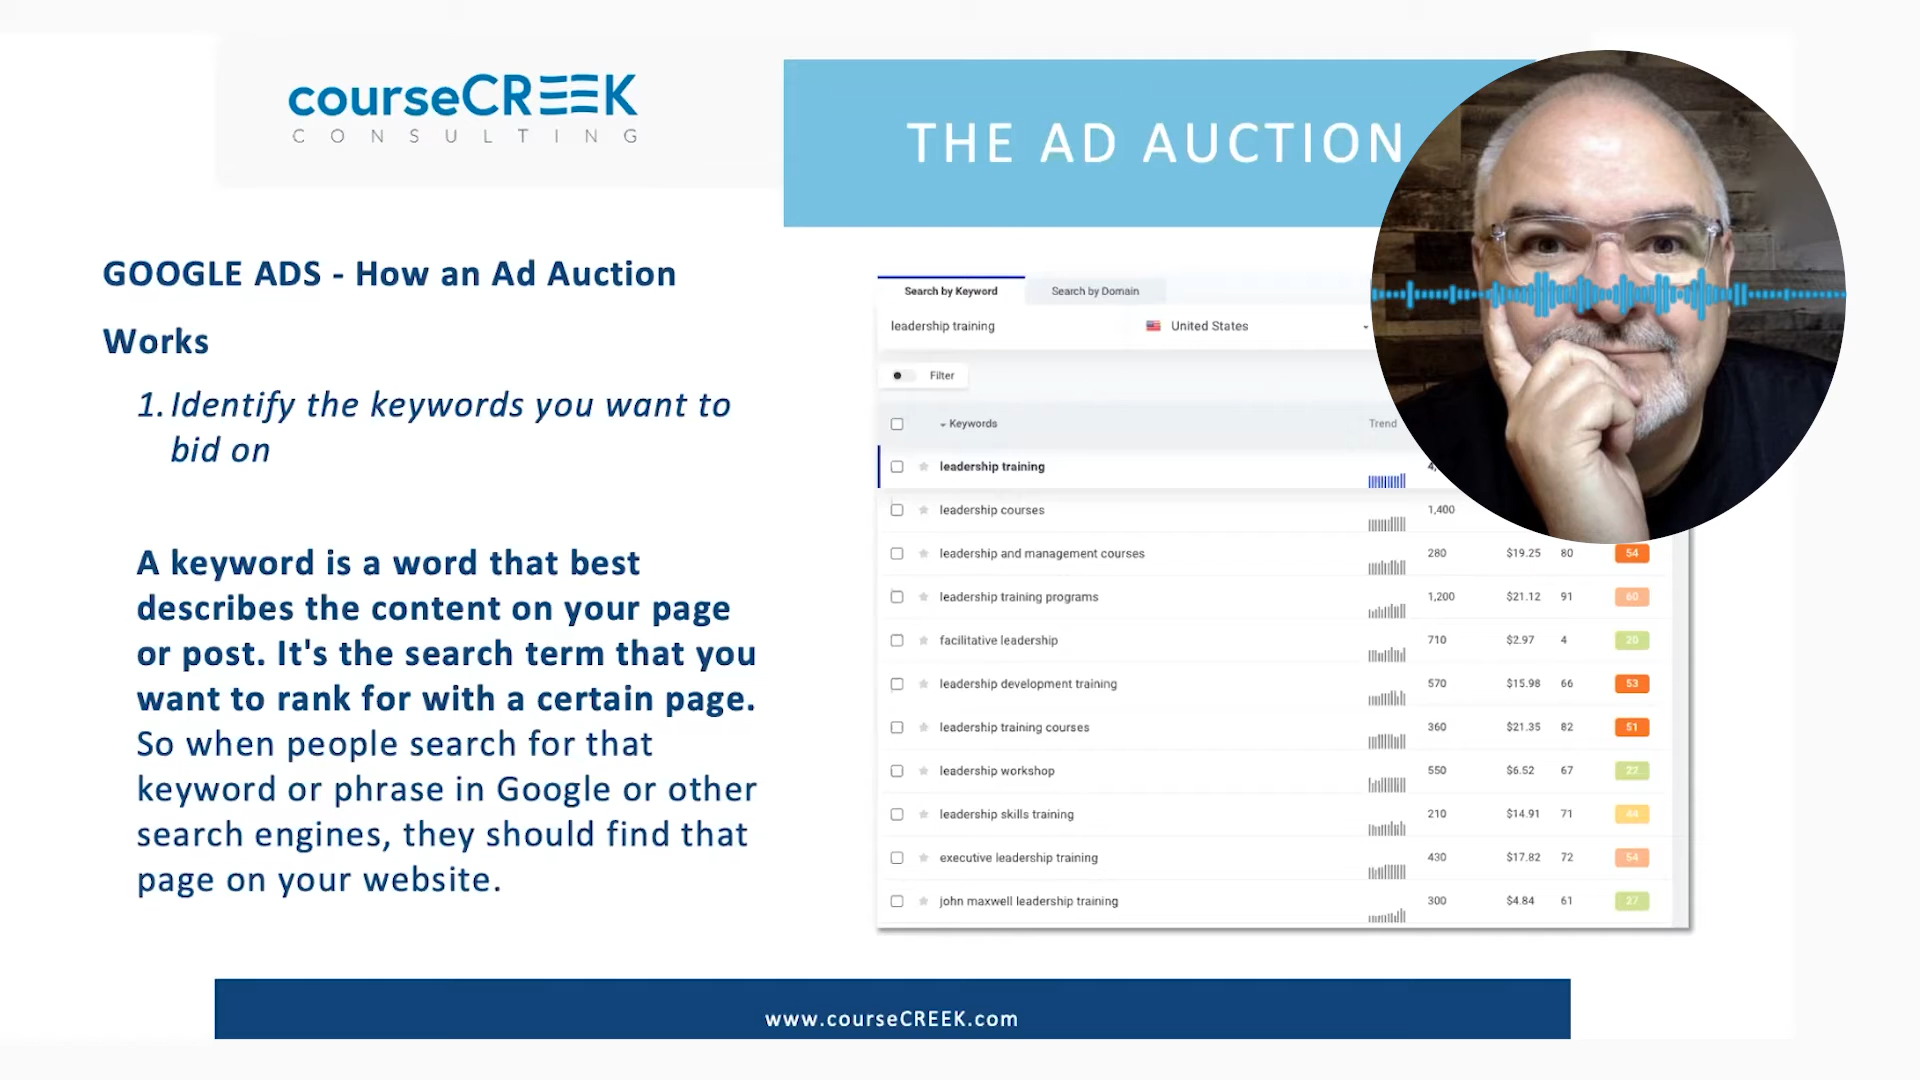 courseCREEK
CONSULTING
THE AD AUCTION
GOOGLE ADS - How an Ad Auction
Works
1. Identify the keywords you want to
bid on
A keyword is a word that best
describes the content on your page
or post. It's the search term that you
want to rank for with a certain page.
So when people search for that
keyword or phrase in Google or other
search engines, they should find that
page on your website.
Search by Keyword Search by Domain
leadership training United States
Filter
Keywords Trend
leadership training
leadership courses 1,400
leadership and management courses 280 $19.25 80 54
leadership training programs 1,200 $21.12 91 60
facilitative leadership 710 $2.97 4 20
leadership development training 570 $15.98 66 53
leadership training courses 360 $21.35 82 51
leadership workshop 550 $6.52 67 27
leadership skills training 210 $14.91 71 44
executive leadership training 430 $17.82 72 54
john maxwell leadership training 300 $4.84 61 27
www.courseCREEK.com